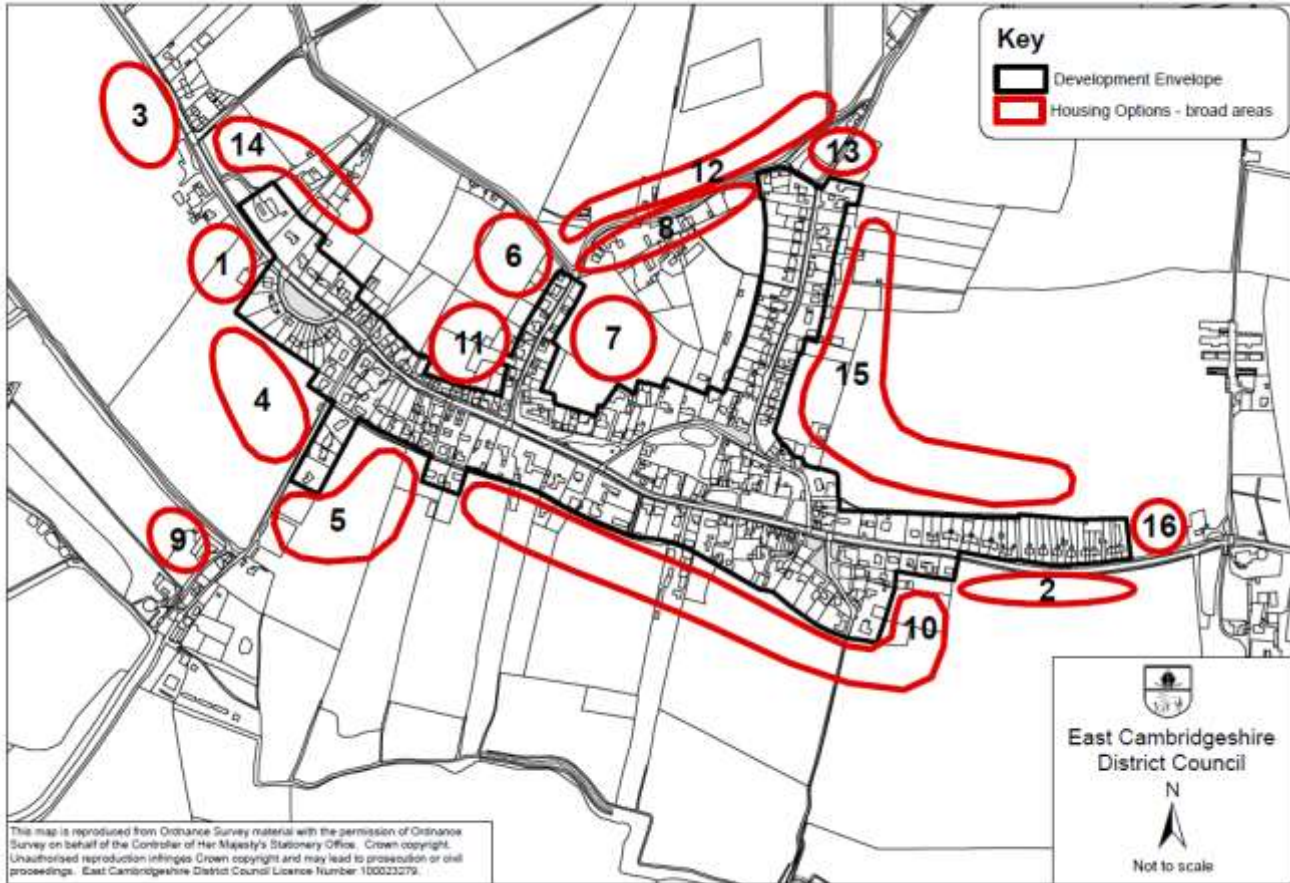 Key
Development Envelope
Housing Options - broad areas
3
14
12
13
8
1
6
11
7
15
4
5
9
16
2
10
East Cambridgeshire
District Council
N
Not to scale
This map is reproduced from Ordnance Survey material with the permission of Ordnance
Survey on behalf of the Controller of Her Majesty's Stationery Office. Crown copyright.
Unauthorised reproduction infringes Crown copyright and may lead to prosecution or civil
proceedings. East Cambridgeshire District Council Licence Number 100023279.